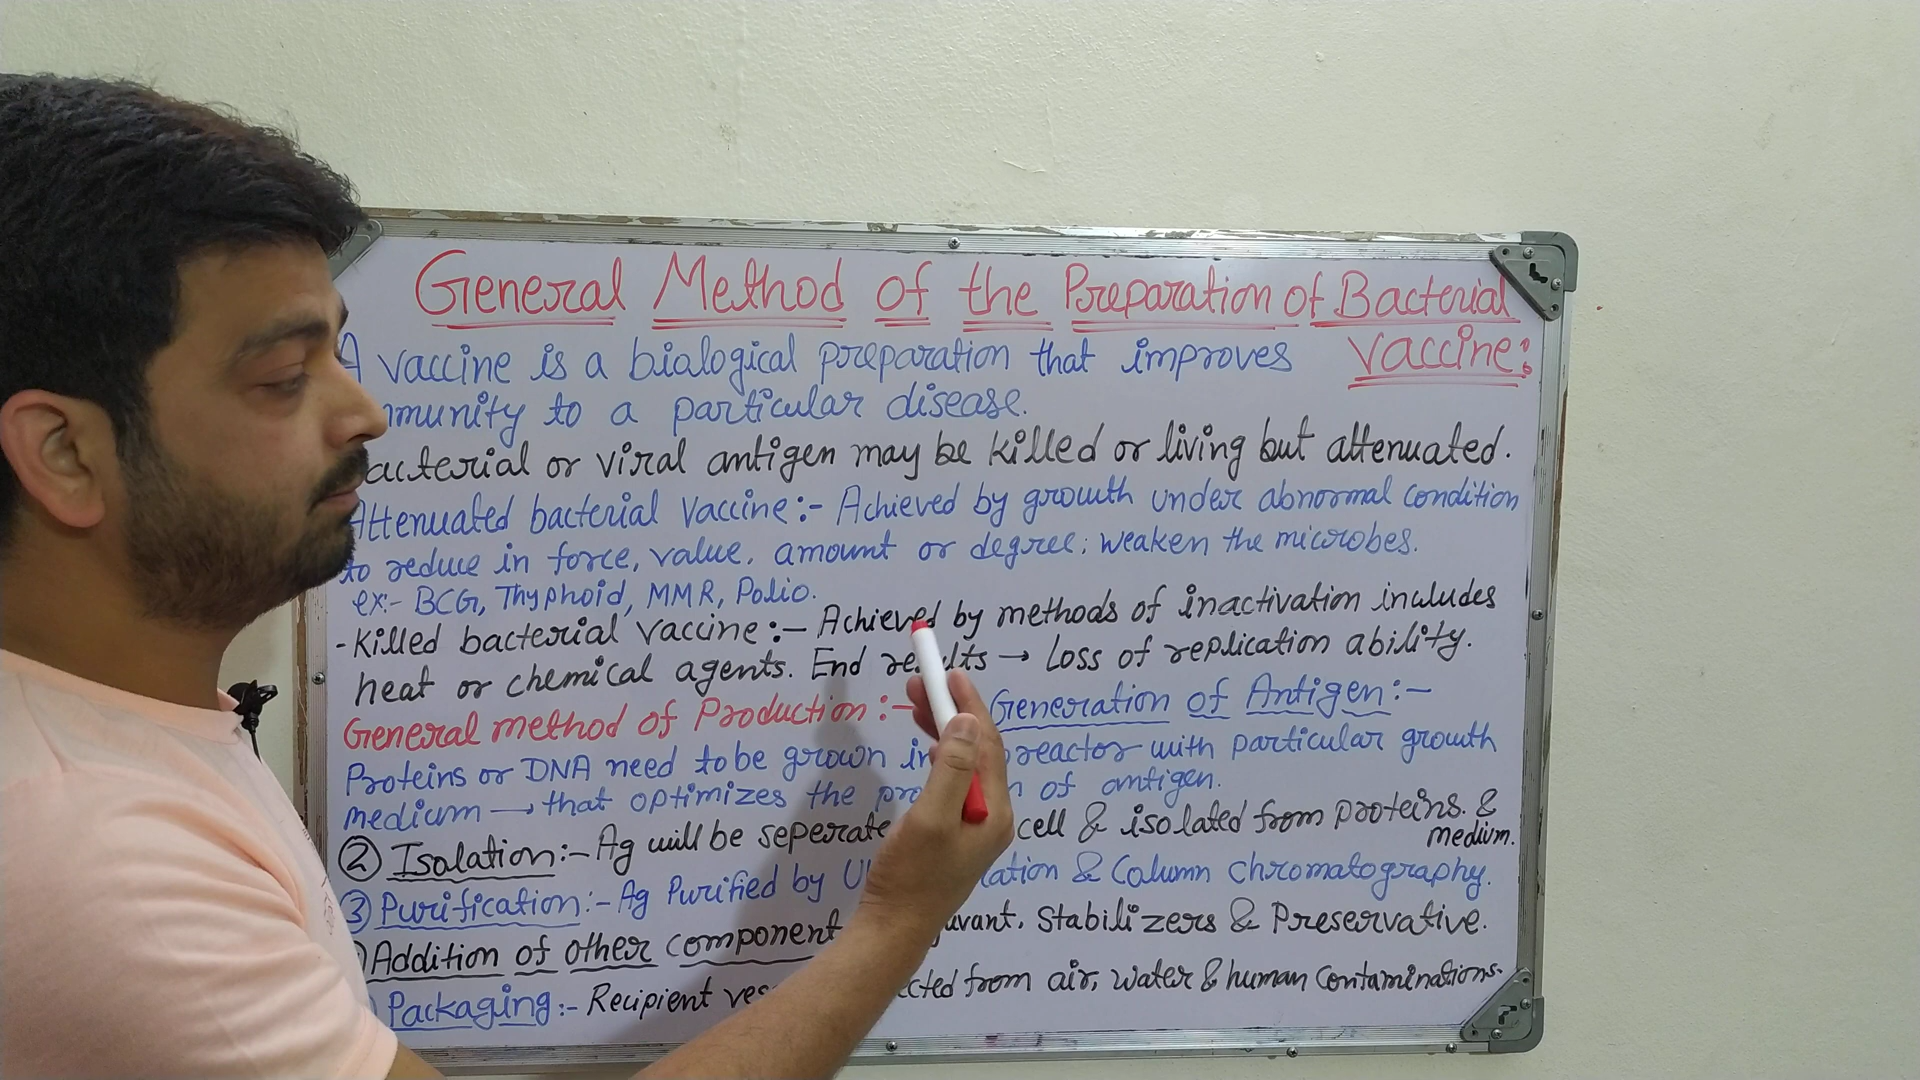 General Method of the Preparation of Bacterial
Vaccine:
A vaccine is a biological preparation that improves
munity to a particular disease.
acterial or viral antigen may be killed or living but attenuated.
Attenuated bacterial vaccine:- Achieved by growth under abnormal condition
to reduce in force, value, amount or degree; weaken the microbes.
ex:- BCG, Thyphoid, MMR, Polio.
- Killed bacterial vaccine:- Achieved by methods of inactivation includes
heat or chemical agents. End results → Loss of replication ability.
General method of Production:- Generation of Antigen:-
Proteins or DNA need to be grown in reactor with particular growth
medium → that optimizes the of antigen.
② Isolation:- Ag will be seperate cell & isolated from proteins. &
medium.
③ Purification:- Ag Purified by & Column chromatography.
Addition of other component Stabilizers & Preservative.
Packaging:- Recipient from air, water & human contaminations.